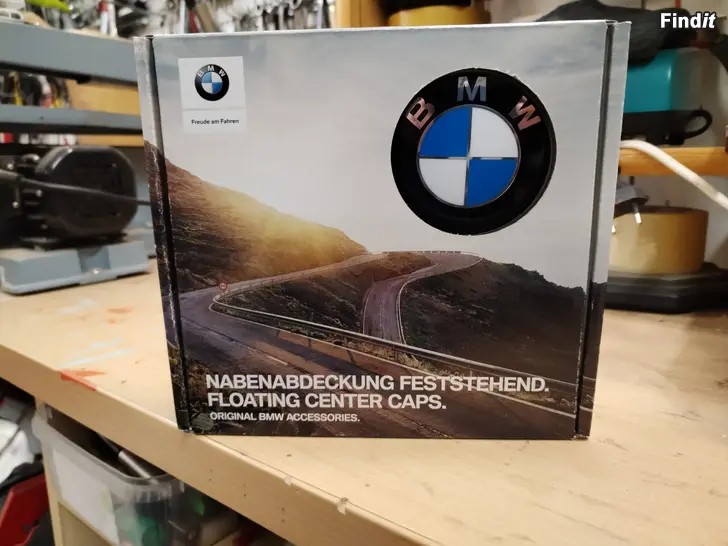 Findit
BMW
Freude am Fahren
BMW
NABENABDECKUNG FESTSTEHEND.
FLOATING CENTER CAPS.
ORIGINAL BMW ACCESSORIES.